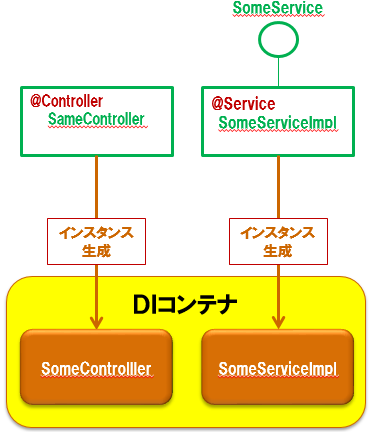 SomeService
@Controller
SameController
@Service
SomeServiceImpl
インスタンス
生成
インスタンス
生成
DIコンテナ
SomeControlller
SomeServiceImpl